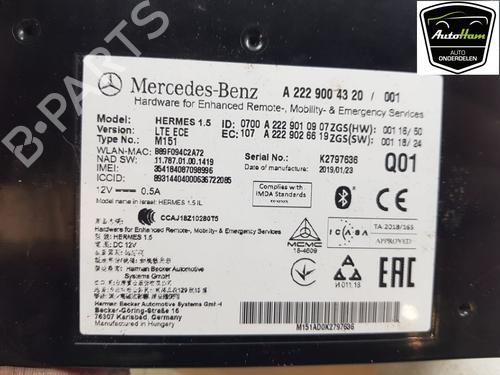 AutoHam
AUTO
ONDERDELEN
Mercedes-Benz A 222 900 43 20 / 001
Hardware for Enhanced Remote-, Mobility- & Emergency Services
Model: HERMES 1.5 ID: 0700 A 222 901 09 07 ZGS(HW): 001 16/50
Version: LTE ECE EC: 107 A 222 902 66 19 ZGS(SW): 001 18/24
Type No.: M151
WLAN-MAC: B89F094C2A72 Serial No.: K2797636 Q01
NAD SW: 11.787.01.00.1419 Date: 2019/01/23
IMEI: 354184087098996
ICCID: 89314404000636722085
12V 0.5A
Complies with
IMDA Standards
Model name in Israel: HERMES 1.5 IL
CCAJ18Z10280T5
Hardware for Enhanced Remote-, Mobility- & Emergency Services
HERMES 1.5
DC 12V
MCMC
ICASA
TA-2018/165
APPROVED
Harman Becker Automotive
Systems GmbH
И 011 18
EAC
Harman Becker Automotive Systems GmbH
Becker-Göring-Straße 16
76307 Karlsbad, Germany
Manufactured in Hungary
M151AD0K2797636